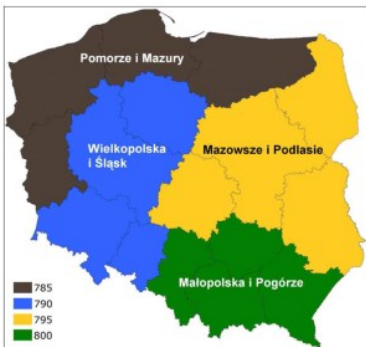 Pomorze i Mazury
Wielkopolska
i Śląsk
Mazowsze i Podlasie
Małopolska i Pogórze
785
790
795
800